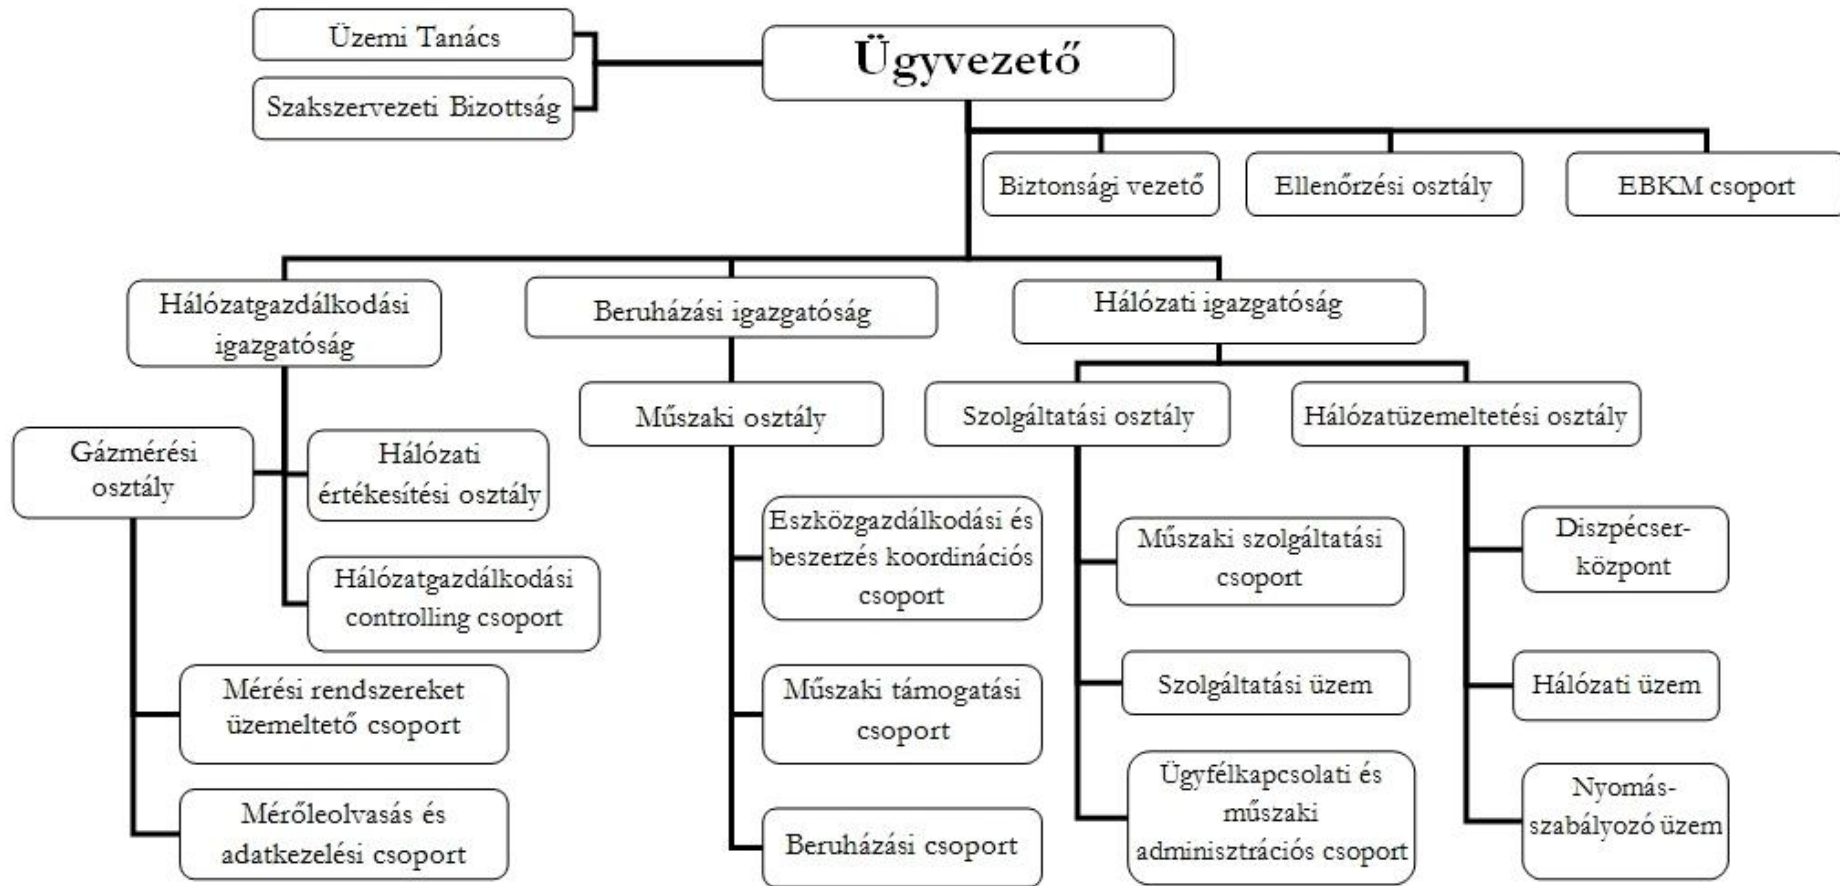 Üzemi Tanács
Szakszervezeti Bizottság
Ügyvezető
Biztonsági vezető
Ellenőrzési osztály
EBKM csoport
Hálózatgazdálkodási
igazgatóság
Beruházási igazgatóság
Hálózati igazgatóság
Műszaki osztály
Szolgáltatási osztály
Hálózatüzemeltetési osztály
Gázmérési
osztály
Hálózati
értékesítési osztály
Hálózatgazdálkodási
controlling csoport
Mérési rendszereket
üzemeltető csoport
Mérőleolvasás és
adatkezelési csoport
Eszközgazdálkodási és
beszerzés koordinációs
csoport
Műszaki támogatási
csoport
Beruházási csoport
Műszaki szolgáltatási
csoport
Szolgáltatási üzem
Ügyfélkapcsolati és
műszaki
adminisztrációs csoport
Diszpécser-
központ
Hálózati üzem
Nyomás-
szabályozó üzem